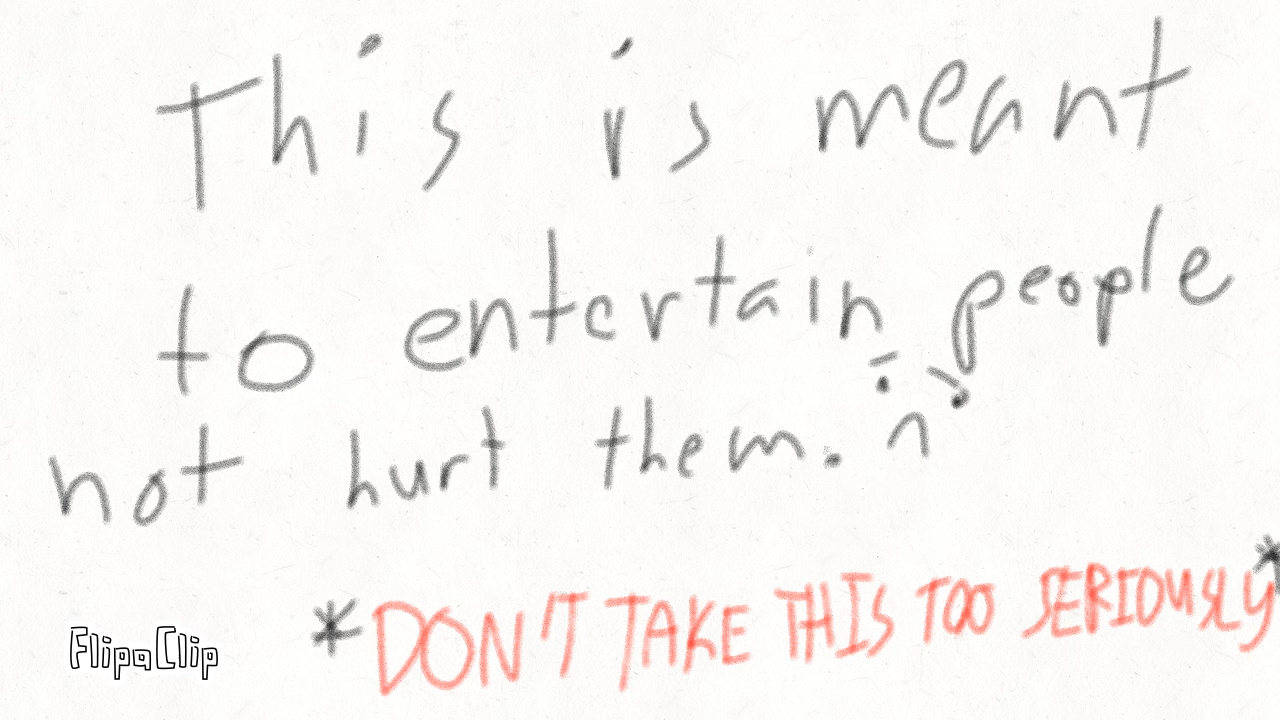 This is meant
to entertain people
not hurt them.
*DON'T TAKE THIS TOO SERIOUSLY*
FlipaClip